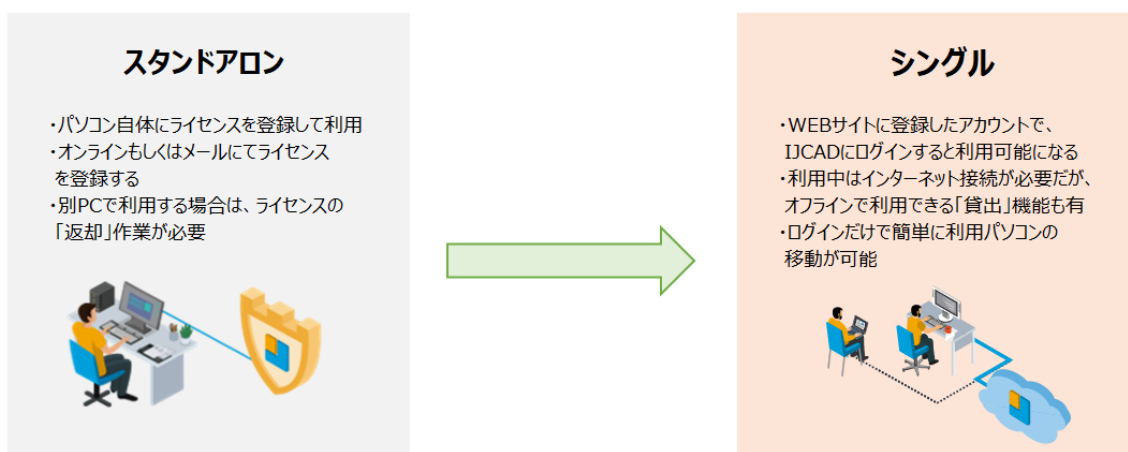 スタンドアロン
・パソコン自体にライセンスを登録して利用
・オンラインもしくはメールにてライセンス
を登録する
・別PCで利用する場合は、ライセンスの
「返却」作業が必要
シングル
・WEBサイトに登録したアカウントで、
IJCADにログインすると利用可能になる
・利用中はインターネット接続が必要だが、
オフラインで利用できる「貸出」機能も有
・ログインだけで簡単に利用パソコンの
移動が可能